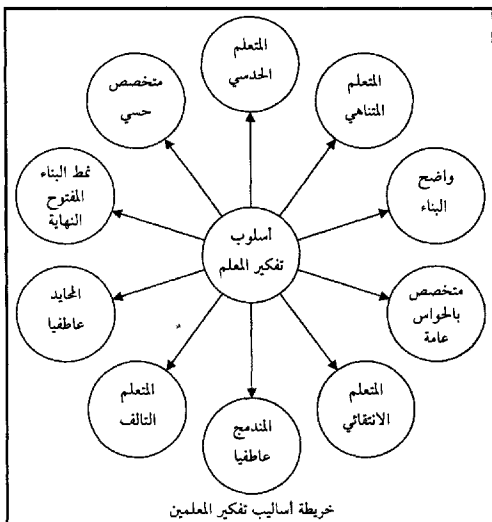 المتعلم
الحدسي
المتعلم
المتناهي
واضح
البناء
متخصص
بالحواس
عامة
المتعلم
الانتقائي
المندمج
عاطفيا
المتعلم
التالف
المحايد
عاطفيا
نمط البناء
المفتوح
النهاية
متخصص
حسي
أسلوب
تفكير المعلم
خريطة أساليب تفكير المعلمين